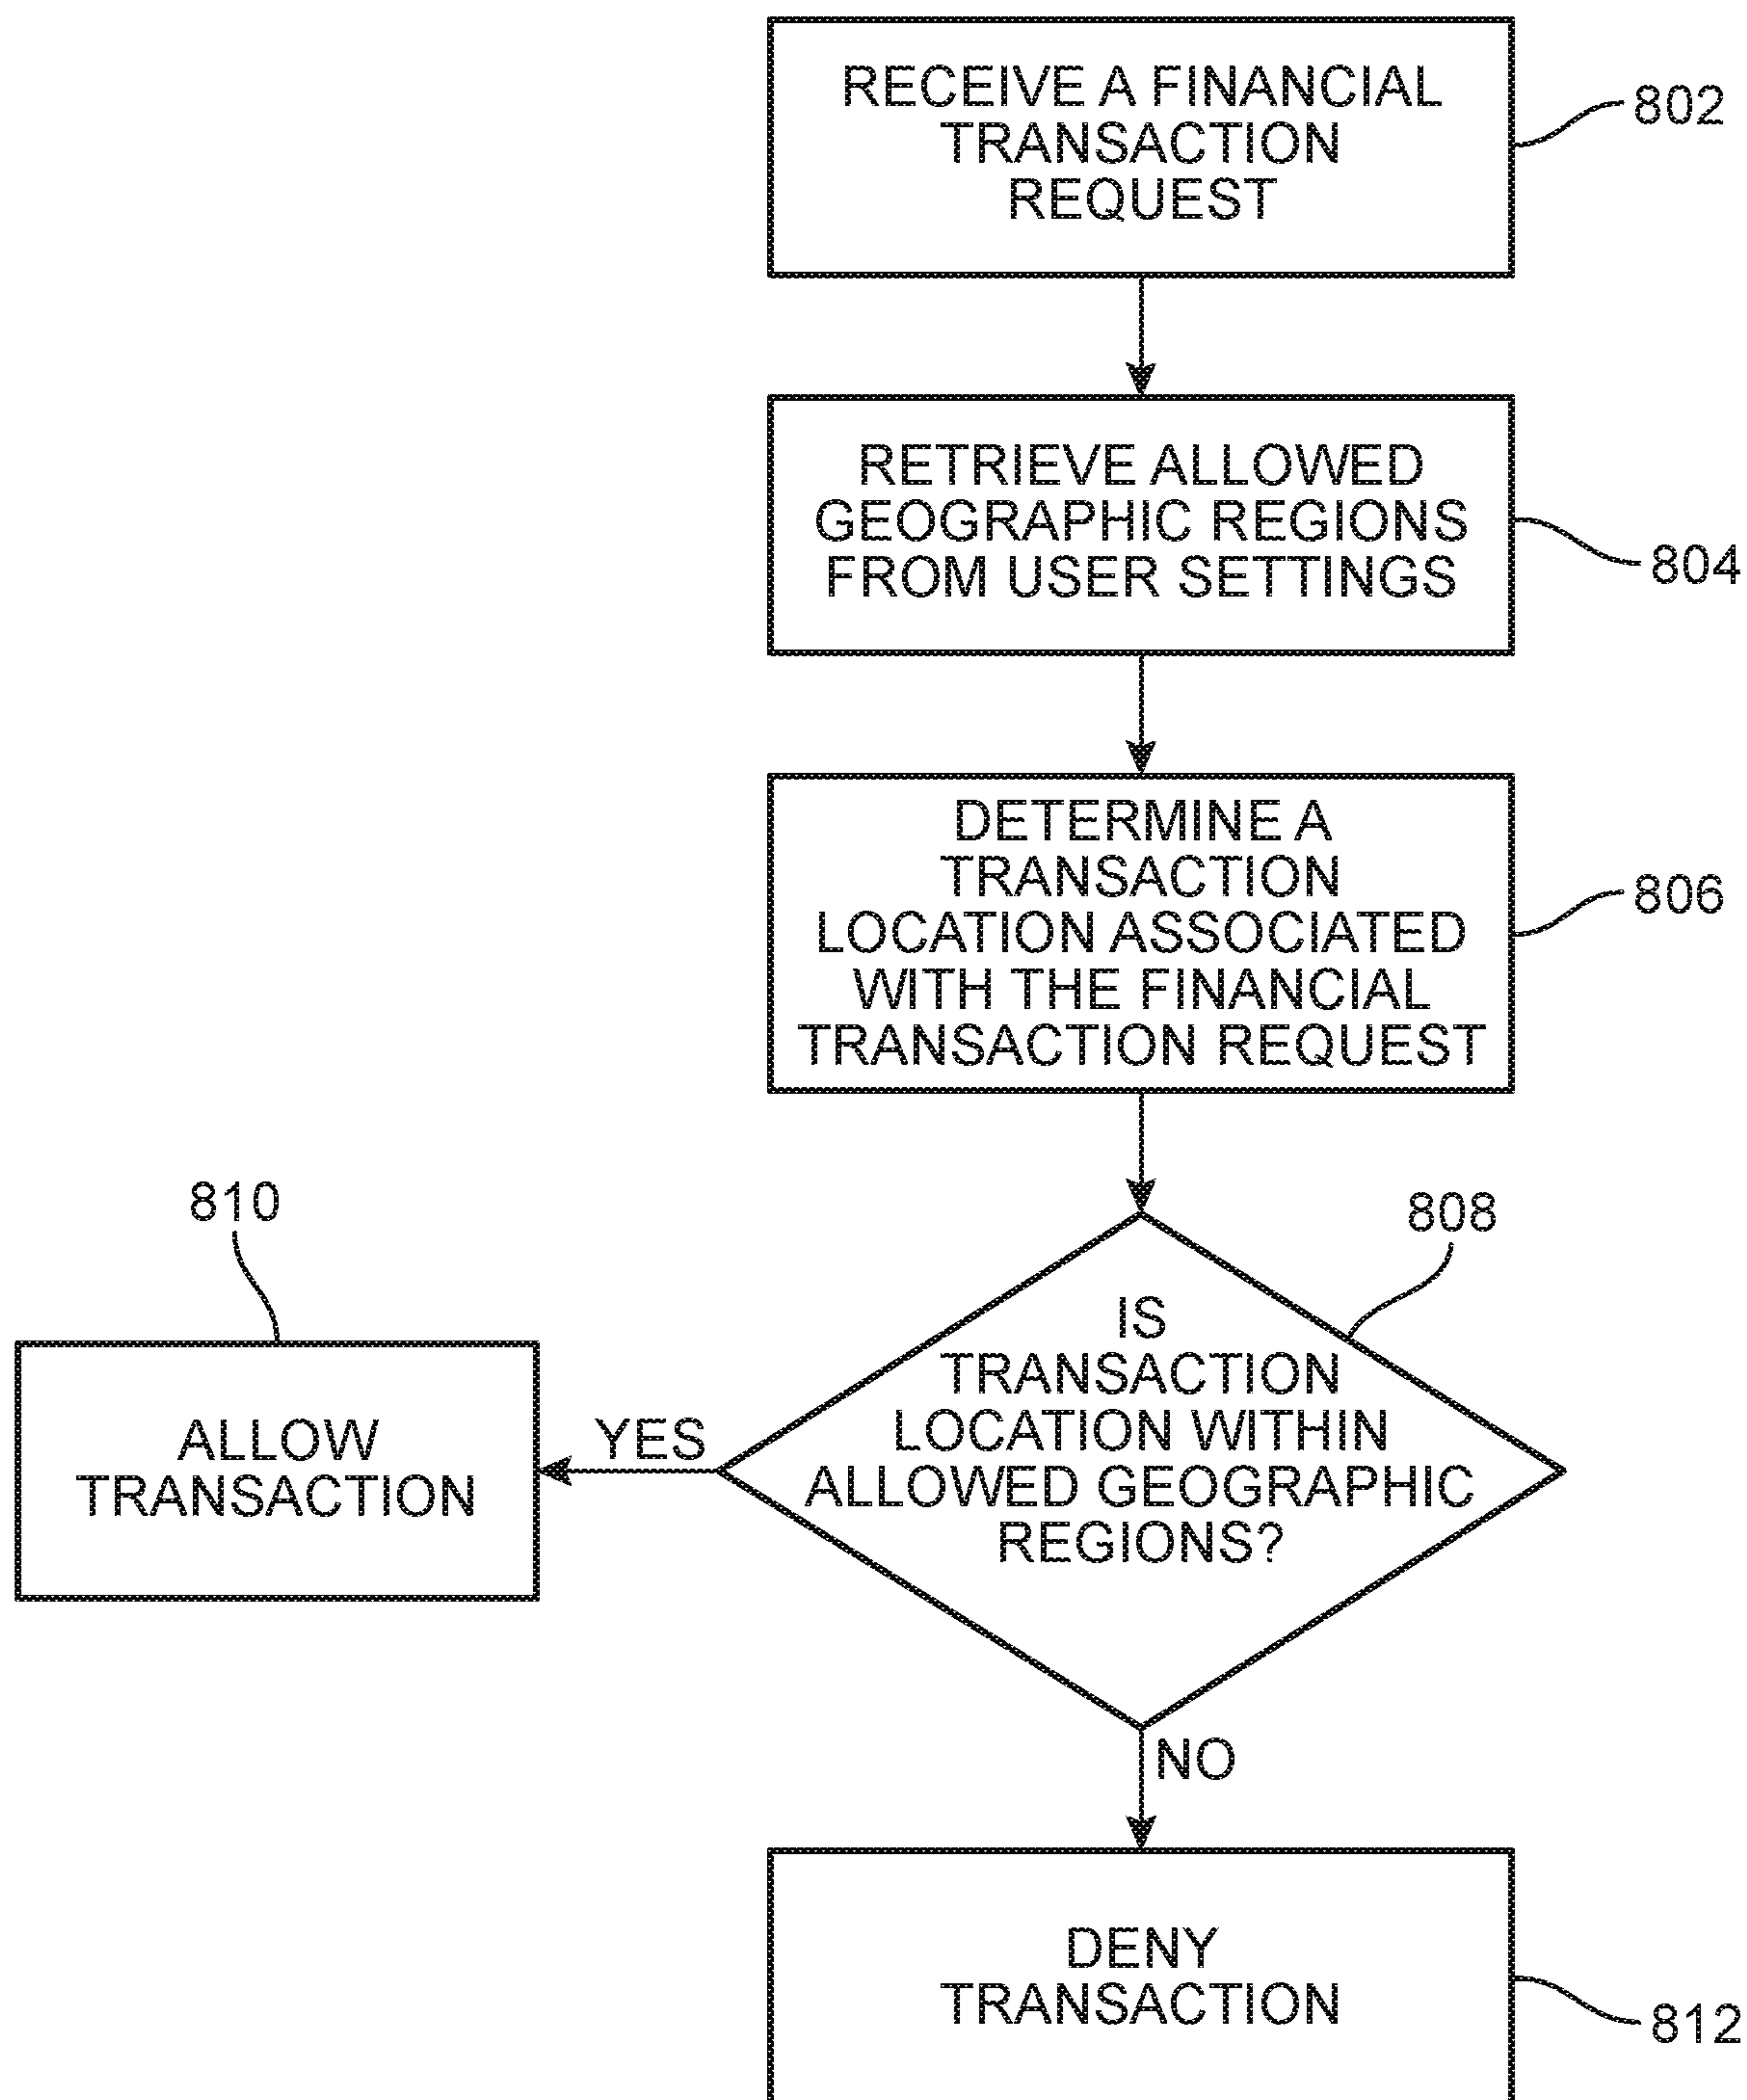 RECEIVE A FINANCIAL
TRANSACTION
REQUEST
802
RETRIEVE ALLOWED
GEOGRAPHIC REGIONS
FROM USER SETTINGS
804
DETERMINE A
TRANSACTION
LOCATION ASSOCIATED
WITH THE FINANCIAL
TRANSACTION REQUEST
806
808
IS
TRANSACTION
LOCATION WITHIN
ALLOWED GEOGRAPHIC
REGIONS?
YES
810
ALLOW
TRANSACTION
NO
DENY
TRANSACTION
812